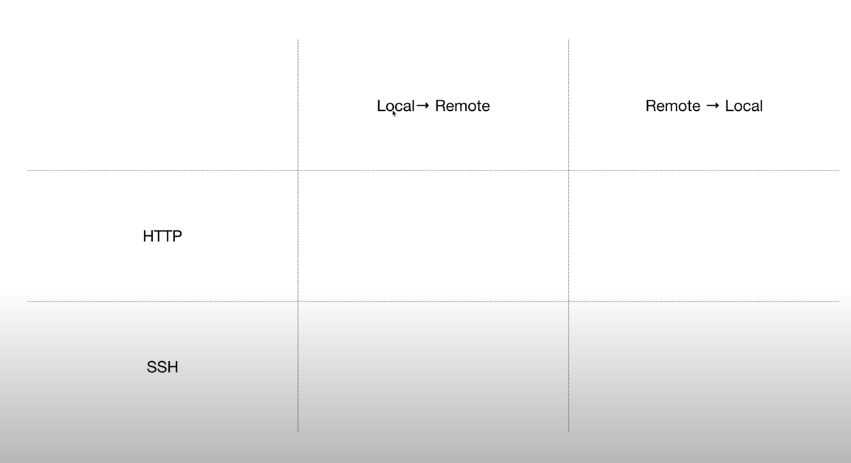 Local→ Remote
Remote → Local
HTTP
SSH